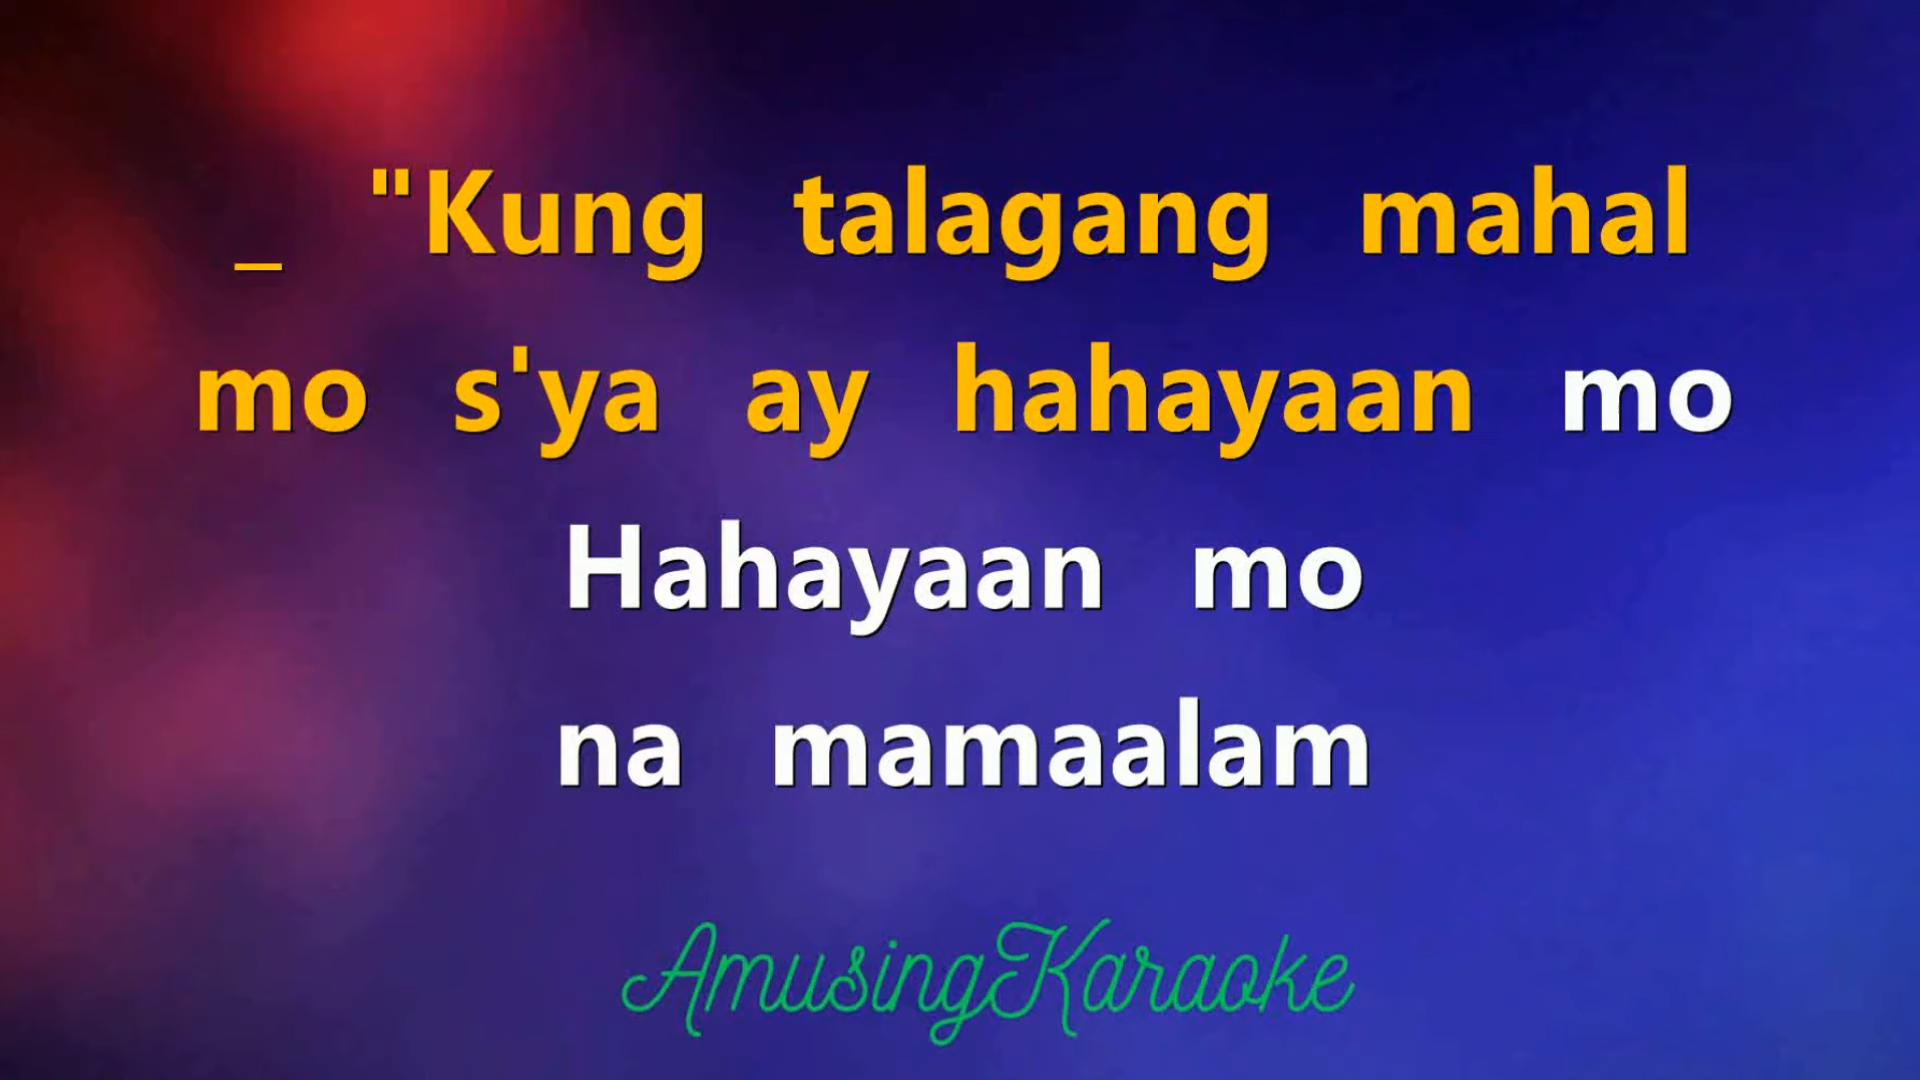 _ "Kung talagang mahal
mo s'ya ay hahayaan mo
Hahayaan mo
na mamaalam
AmusingKaraoke